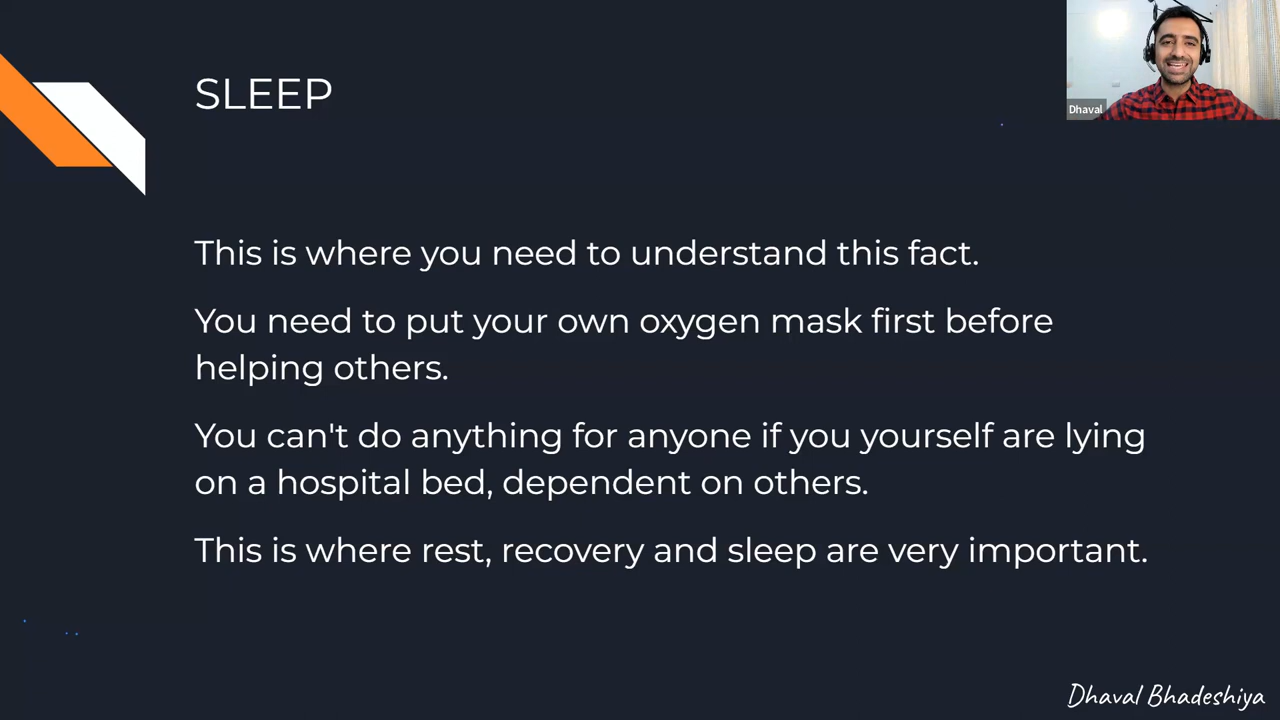 SLEEP
Dhaval
This is where you need to understand this fact.
You need to put your own oxygen mask first before
helping others.
You can't do anything for anyone if you yourself are lying
on a hospital bed, dependent on others.
This is where rest, recovery and sleep are very important.
Dhaval Bhadeshiya